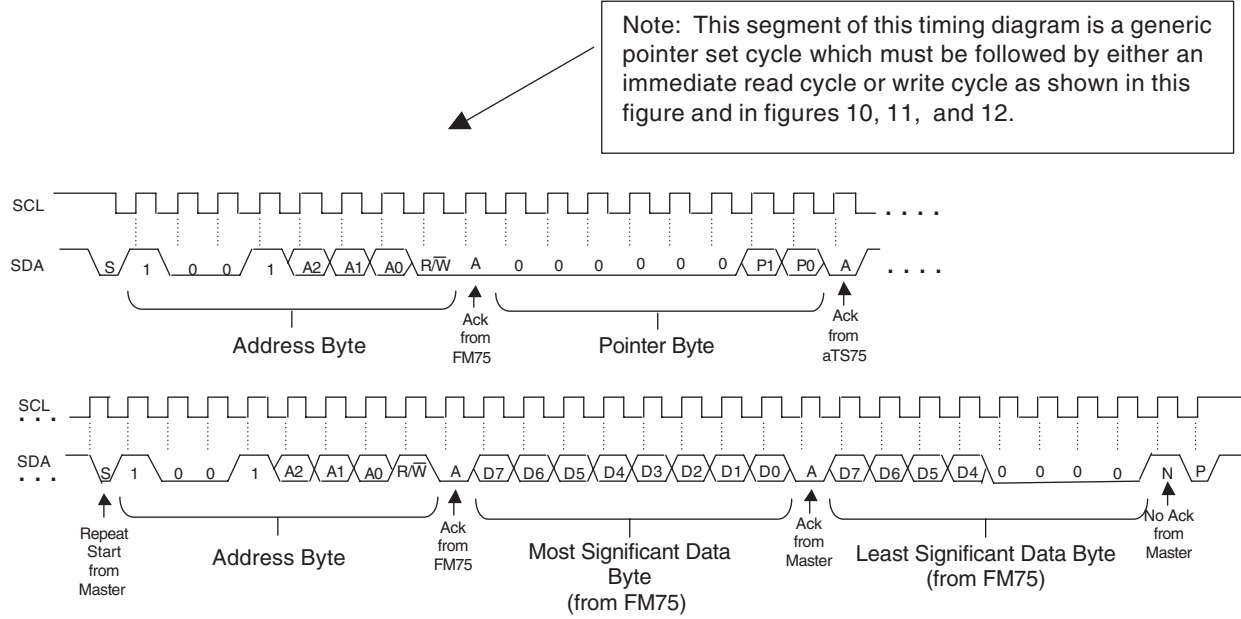 Note: This segment of this timing diagram is a generic
pointer set cycle which must be followed by either an
immediate read cycle or write cycle as shown in this
figure and in figures 10, 11, and 12.
SCL
. . . .
SDA
S 1 0 0 1 A2 A1 A0 R/W̅ A 0 0 0 0 0 0 P1 P0 A
. . . .
Address Byte
Ack
from
FM75
Pointer Byte
Ack
from
aTS75
SCL
. . .
SDA
. . .
S 1 0 0 1 A2 A1 A0 R/W̅ A D7 D6 D5 D4 D3 D2 D1 D0 A D7 D6 D5 D4 0 0 0 0 N P
Repeat
Start
from
Master
Address Byte
Ack
from
FM75
Most Significant Data
Byte
(from FM75)
Ack
from
Master
Least Significant Data Byte
(from FM75)
No Ack
from
Master